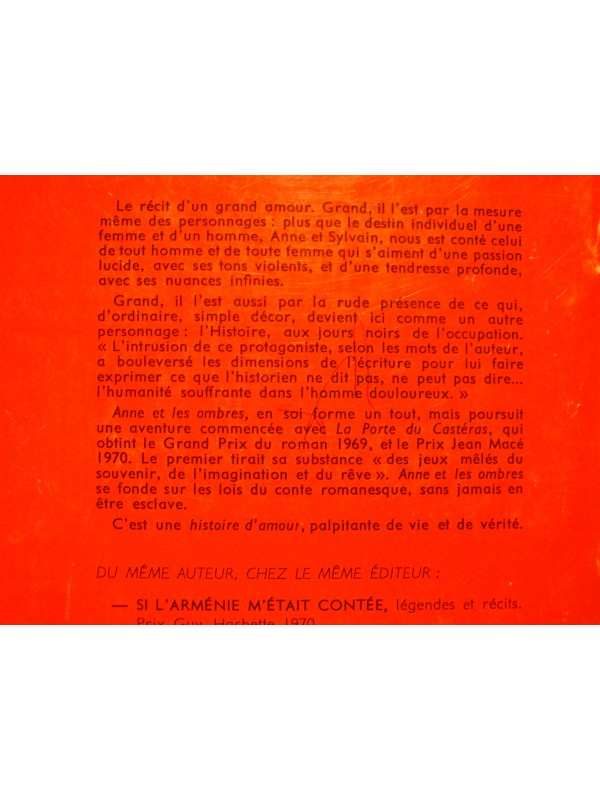 Le récit d'un grand amour. Grand, il l'est par la mesure
même des personnages : plus que le destin individuel d'une
femme et d'un homme, Anne et Sylvain, nous est conté celui
de tout homme et de toute femme qui s'aiment d'une passion
lucide, avec ses tons violents, et d'une tendresse profonde,
avec ses nuances infinies.
Grand, il l'est aussi par la rude présence de ce qui,
d'ordinaire, simple décor, devient ici comme un autre
personnage : l'Histoire, aux jours noirs de l'occupation.
« L'intrusion de ce protagoniste, selon les mots de l'auteur,
a bouleversé les dimensions de l'écriture pour lui faire
exprimer ce que l'historien ne dit pas, ne peut pas dire...
l'humanité souffrante dans l'homme douloureux. »
Anne et les ombres, en soi forme un tout, mais poursuit
une aventure commencée avec La Porte du Castéras, qui
obtint le Grand Prix du roman 1969, et le Prix Jean Macé
1970. Le premier tirait sa substance « des jeux mêlés du
souvenir, de l'imagination et du rêve ». Anne et les ombres
se fonde sur les lois du conte romanesque, sans jamais en
être esclave.
C'est une histoire d'amour, palpitante de vie et de vérité.
DU MÊME AUTEUR, CHEZ LE MÊME ÉDITEUR :
— SI L'ARMÉNIE M'ÉTAIT CONTÉE, légendes et récits.
Prix Guy Hachette 1970